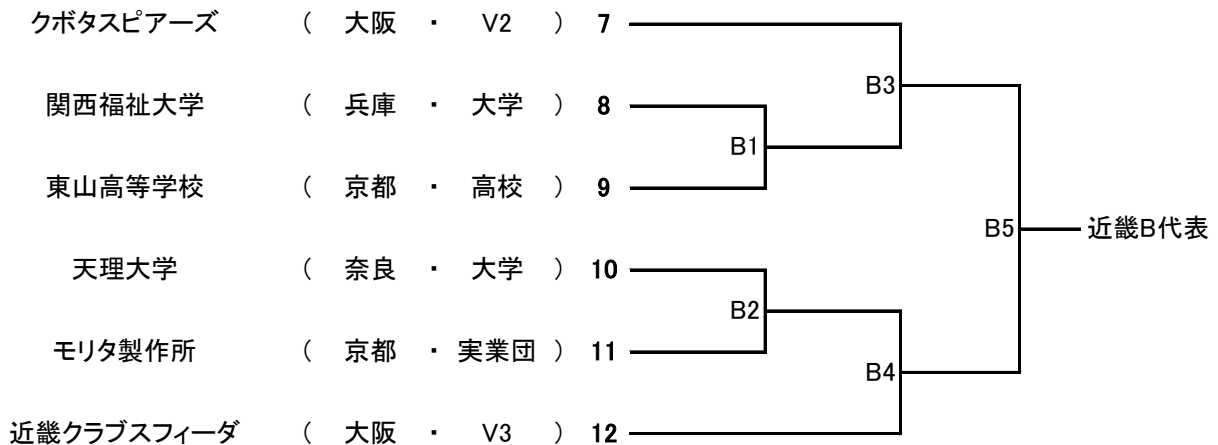 クボタスピアーズ ( 大阪 ・ V2 ) 7
B3
関西福祉大学 ( 兵庫 ・ 大学 ) 8
B1
東山高等学校 ( 京都 ・ 高校 ) 9
B5 近畿B代表
天理大学 ( 奈良 ・ 大学 ) 10
B2
モリタ製作所 ( 京都 ・ 実業団 ) 11
B4
近畿クラブスフィーダ ( 大阪 ・ V3 ) 12